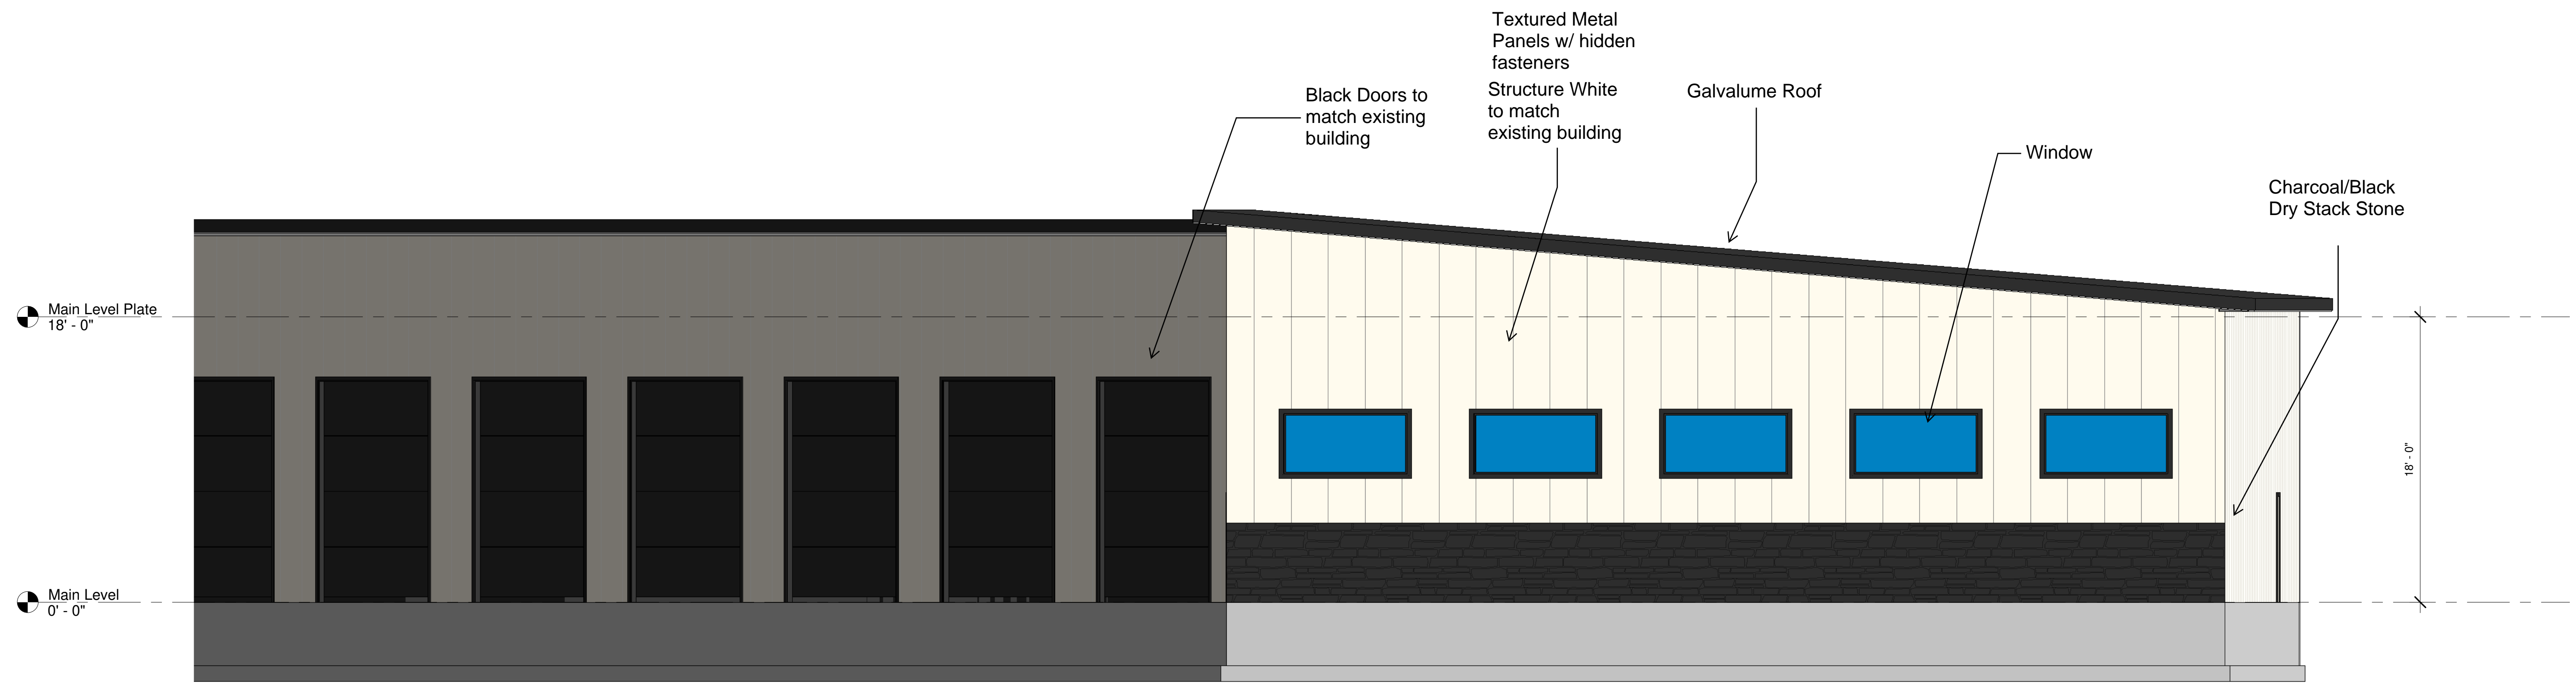 Textured Metal
Panels w/ hidden
fasteners
Structure White
to match
existing building
Black Doors to
match existing
building
Galvalume Roof
Window
Charcoal/Black
Dry Stack Stone
Main Level Plate
18' - 0"
18' - 0"
Main Level
0' - 0"